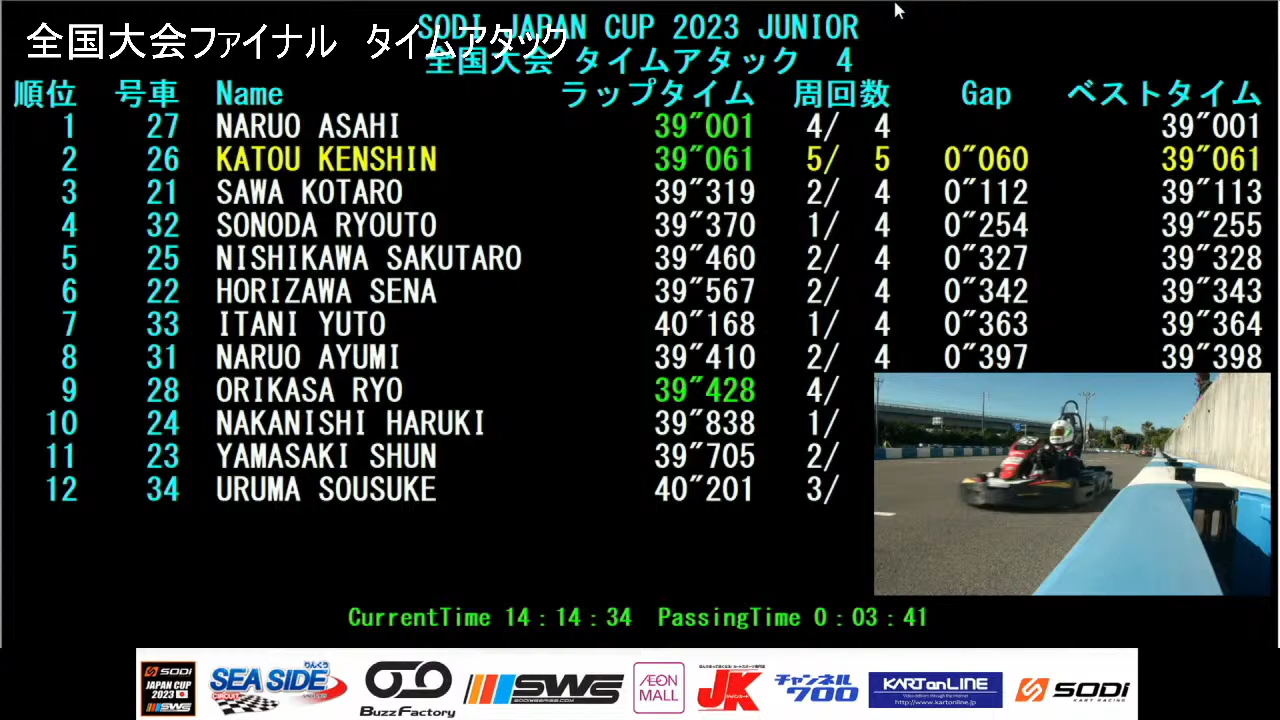 SODI JAPAN CUP 2023 JUNIOR
全国大会ファイナル タイムアタック
全国大会 タイムアタック 4
順位 号車 Name ラップタイム 周回数 Gap ベストタイム
1 27 NARUO ASAHI 39"001 4/ 4 39"001
2 26 KATOU KENSHIN 39"061 5/ 5 0"060 39"061
3 21 SAWA KOTARO 39"319 2/ 4 0"112 39"113
4 32 SONODA RYOUTO 39"370 1/ 4 0"254 39"255
5 25 NISHIKAWA SAKUTARO 39"460 2/ 4 0"327 39"328
6 22 HORIZAWA SENA 39"567 2/ 4 0"342 39"343
7 33 ITANI YUTO 40"168 1/ 4 0"363 39"364
8 31 NARUO AYUMI 39"410 2/ 4 0"397 39"398
9 28 ORIKASA RYO 39"428 4/
10 24 NAKANISHI HARUKI 39"838 1/
11 23 YAMASAKI SHUN 39"705 2/
12 34 URUMA SOUSUKE 40"201 3/
CurrentTime 14:14:34 PassingTime 0:03:41
SODI JAPAN CUP 2023 SWS
りんくう SEA SIDE CIRCUIT
Buzz Factory
SWS
ÆON MALL
JK
チャンネル700
KART on LINE
http://www.kartonline.jp
SODI KART RACING